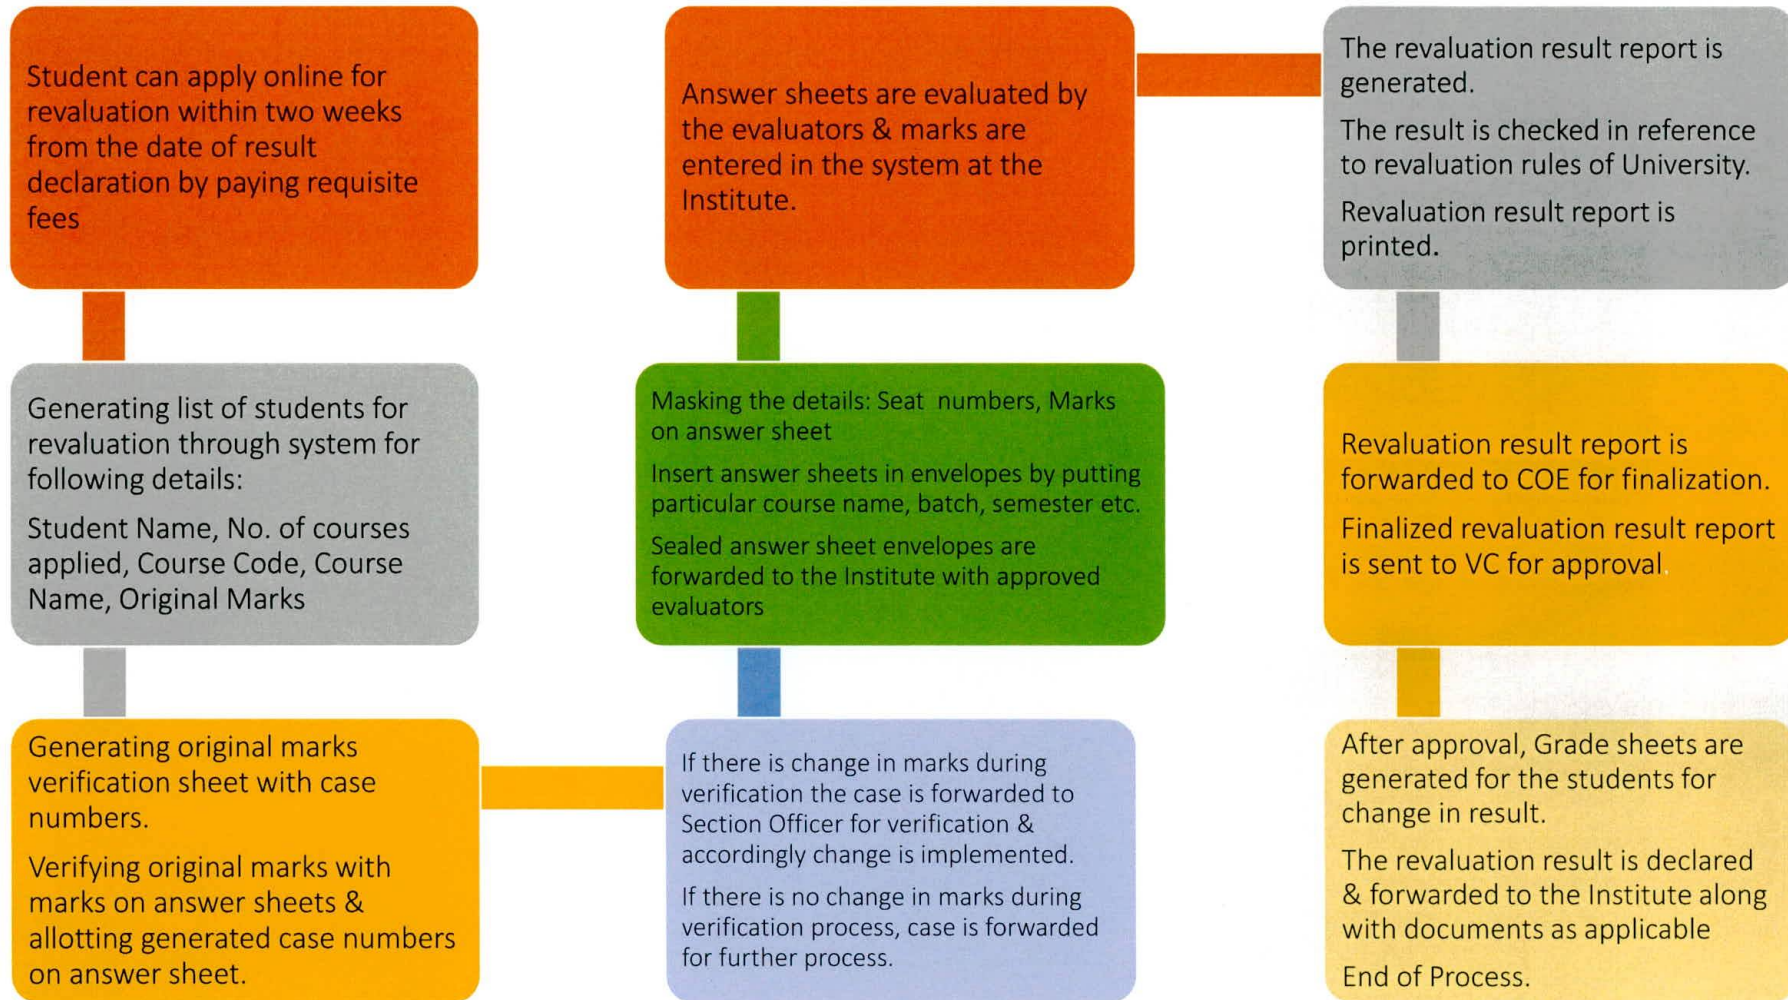 Student can apply online for
revaluation within two weeks
from the date of result
declaration by paying requisite
fees
Generating list of students for
revaluation through system for
following details:
Student Name, No. of courses
applied, Course Code, Course
Name, Original Marks
Generating original marks
verification sheet with case
numbers.
Verifying original marks with
marks on answer sheets &
allotting generated case numbers
on answer sheet.
If there is change in marks during
verification the case is forwarded to
Section Officer for verification &
accordingly change is implemented.
If there is no change in marks during
verification process, case is forwarded
for further process.
Masking the details: Seat numbers, Marks
on answer sheet
Insert answer sheets in envelopes by putting
particular course name, batch, semester etc.
Sealed answer sheet envelopes are
forwarded to the Institute with approved
evaluators
Answer sheets are evaluated by
the evaluators & marks are
entered in the system at the
Institute.
The revaluation result report is
generated.
The result is checked in reference
to revaluation rules of University.
Revaluation result report is
printed.
Revaluation result report is
forwarded to COE for finalization.
Finalized revaluation result report
is sent to VC for approval.
After approval, Grade sheets are
generated for the students for
change in result.
The revaluation result is declared
& forwarded to the Institute along
with documents as applicable
End of Process.